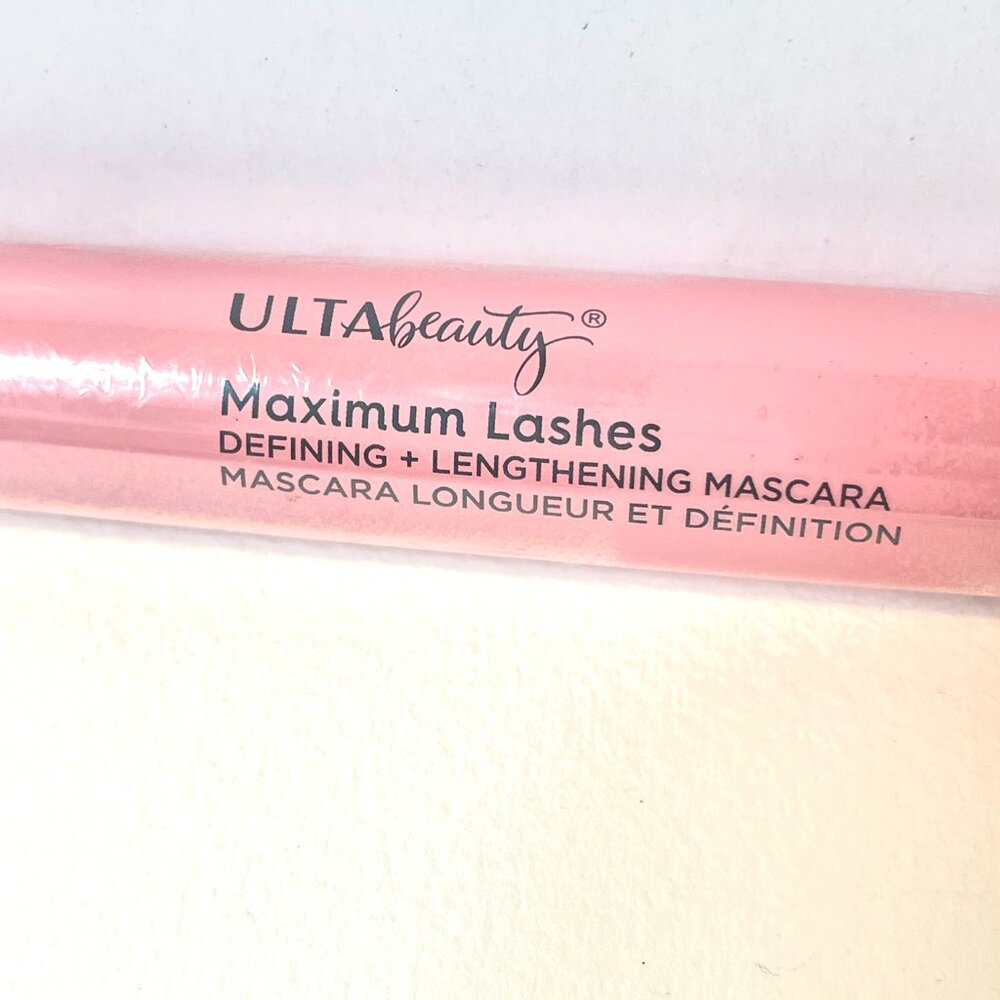 ULTAbeauty®
Maximum Lashes
DEFINING + LENGTHENING MASCARA
MASCARA LONGUEUR ET DÉFINITION